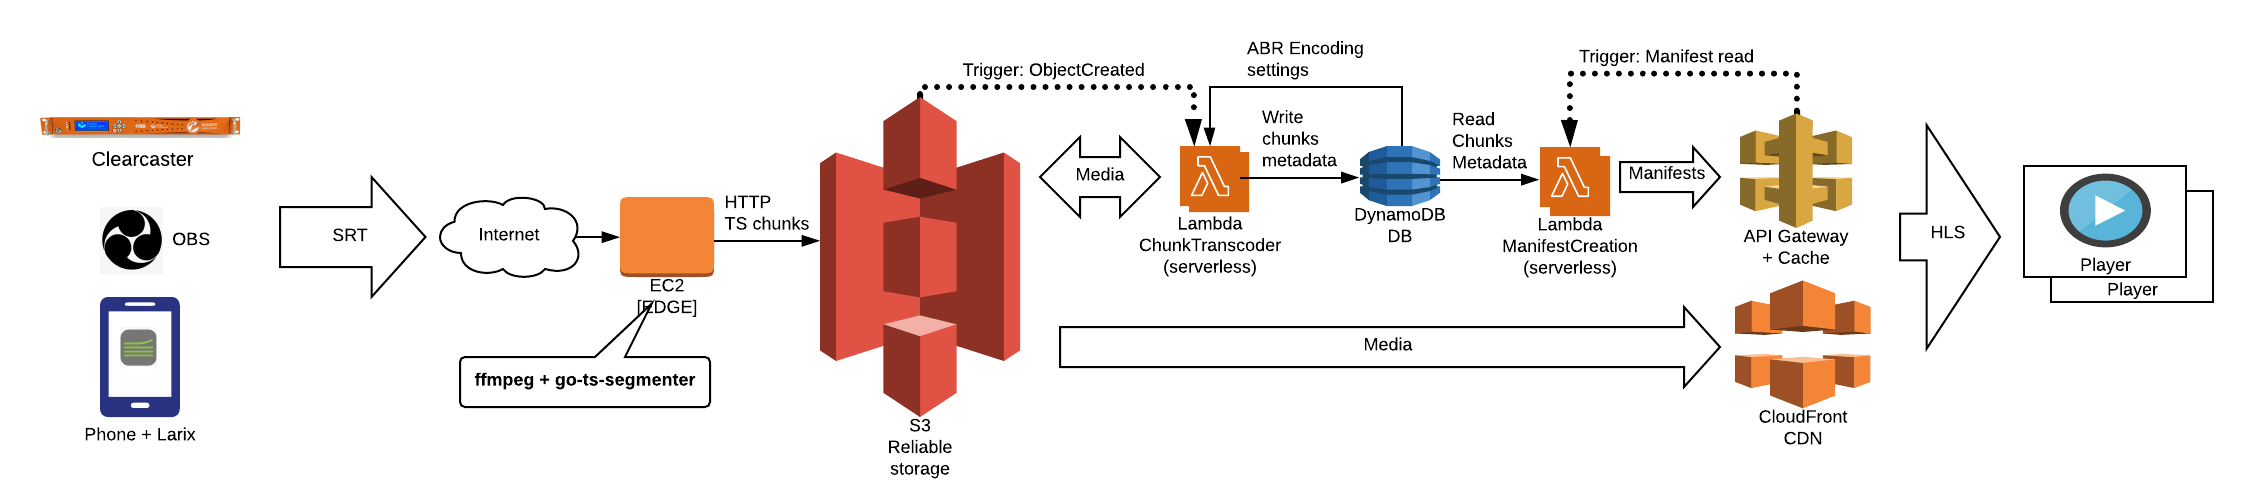 Clearcaster
OBS
Phone + Larix
SRT
Internet
EC2
[EDGE]
ffmpeg + go-ts-segmenter
HTTP
TS chunks
S3
Reliable
storage
Trigger: ObjectCreated
Media
ABR Encoding
settings
Write
chunks
metadata
Lambda
ChunkTranscoder
(serverless)
DynamoDB
DB
Read
Chunks
Metadata
Trigger: Manifest read
Lambda
ManifestCreation
(serverless)
Manifests
API Gateway
+ Cache
Media
CloudFront
CDN
HLS
Player
Player